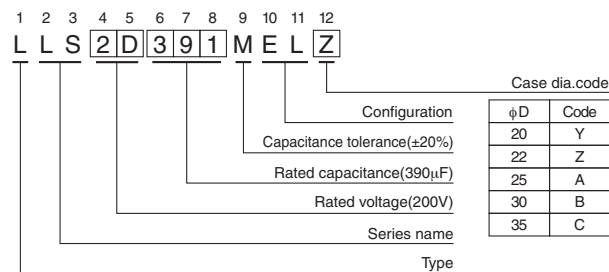 1 2 3 4 5 6 7 8 9 10 11 12
L L S 2 D 3 9 1 M E L Z
Case dia.code
Configuration
Capacitance tolerance(±20%)
Rated capacitance(390µF)
Rated voltage(200V)
Series name
Type
ϕD Code
20 Y
22 Z
25 A
30 B
35 C